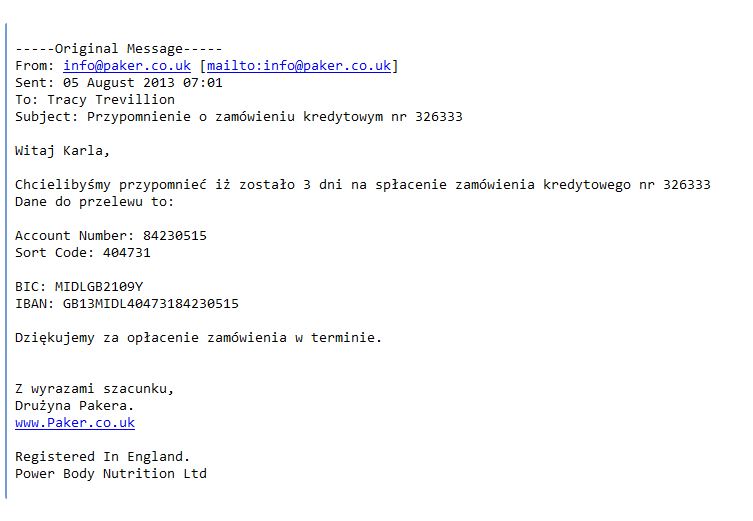 -----Original Message-----
From: info@paker.co.uk [mailto:info@paker.co.uk]
Sent: 05 August 2013 07:01
To: Tracy Trevillion
Subject: Przypomnienie o zamówieniu kredytowym nr 326333
Witaj Karla,
Chcielibyśmy przypomnieć iż zostało 3 dni na spłacenie zamówienia kredytowego nr 326333
Dane do przelewu to:
Account Number: 84230515
Sort Code: 404731
BIC: MIDLGB2109Y
IBAN: GB13MIDL40473184230515
Dziękujemy za opłacenie zamówienia w terminie.
Z wyrazami szacunku,
Drużyna Pakera.
www.Paker.co.uk
Registered In England.
Power Body Nutrition Ltd